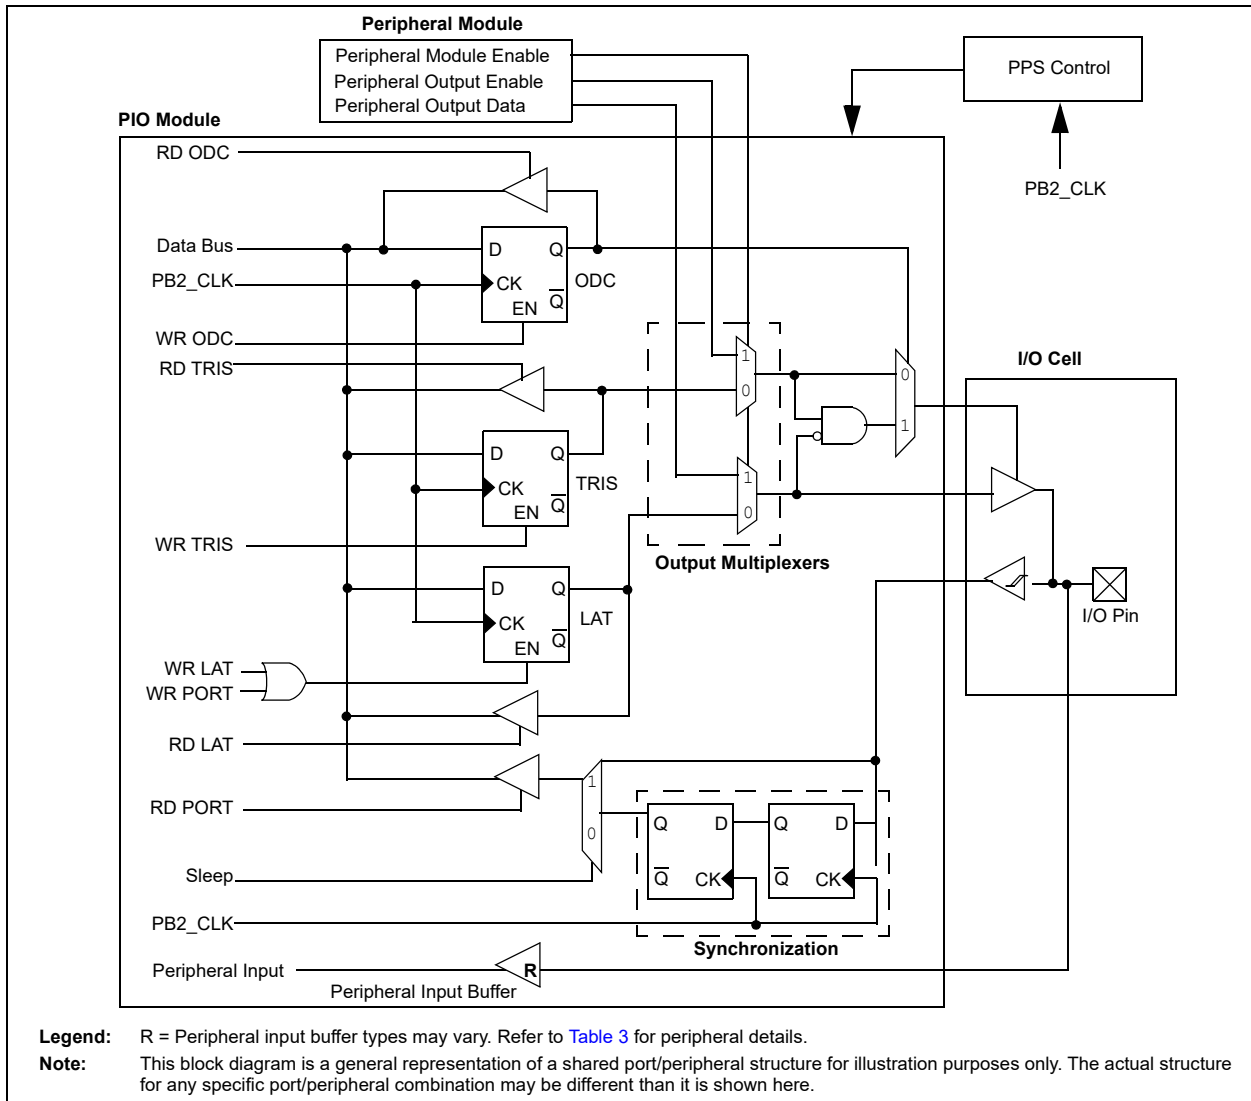 Peripheral Module
Peripheral Module Enable
Peripheral Output Enable
Peripheral Output Data
PPS Control
PB2_CLK
PIO Module
RD ODC
Data Bus
D
Q
PB2_CLK
CK
ODC
EN
Q
WR ODC
RD TRIS
1
0
0
1
I/O Cell
D
Q
CK
TRIS
EN
Q
WR TRIS
1
0
Output Multiplexers
D
Q
CK
LAT
EN
Q
I/O Pin
WR LAT
WR PORT
RD LAT
RD PORT
1
0
Q
D
Q
D
Q
CK
Q
CK
Sleep
PB2_CLK
Synchronization
Peripheral Input
R
Peripheral Input Buffer
Legend: R = Peripheral input buffer types may vary. Refer to Table 3 for peripheral details.
Note: This block diagram is a general representation of a shared port/peripheral structure for illustration purposes only. The actual structure
for any specific port/peripheral combination may be different than it is shown here.